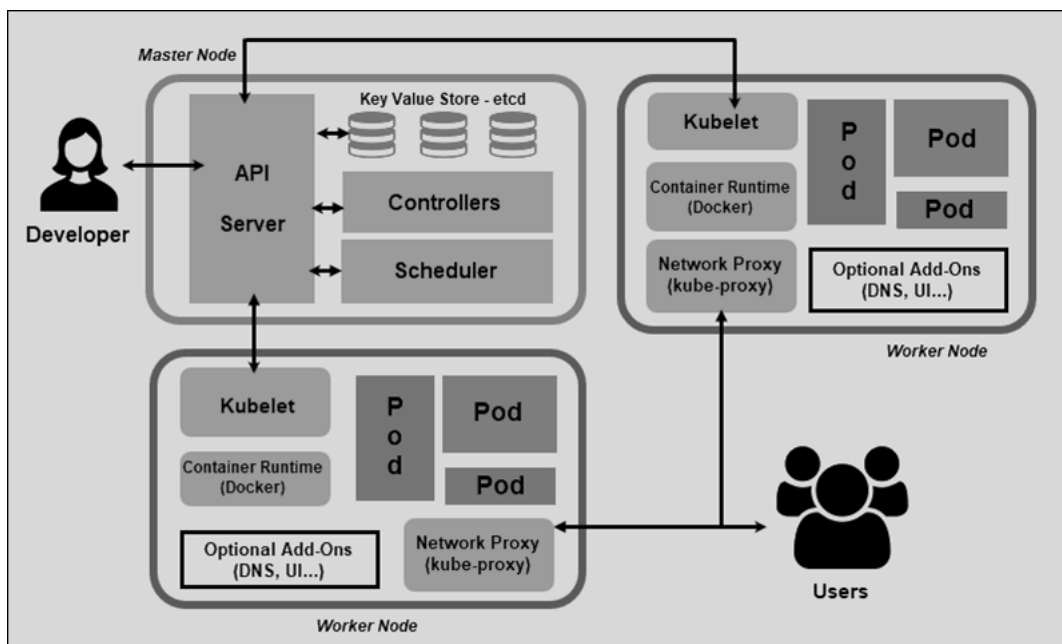 Master Node
Key Value Store - etcd
API
Server
Controllers
Scheduler
Developer
Kubelet
Container Runtime
(Docker)
Network Proxy
(kube-proxy)
Pod
Pod
Pod
Optional Add-Ons
(DNS, UI...)
Worker Node
Kubelet
Container Runtime
(Docker)
Pod
Pod
Pod
Optional Add-Ons
(DNS, UI...)
Network Proxy
(kube-proxy)
Worker Node
Users